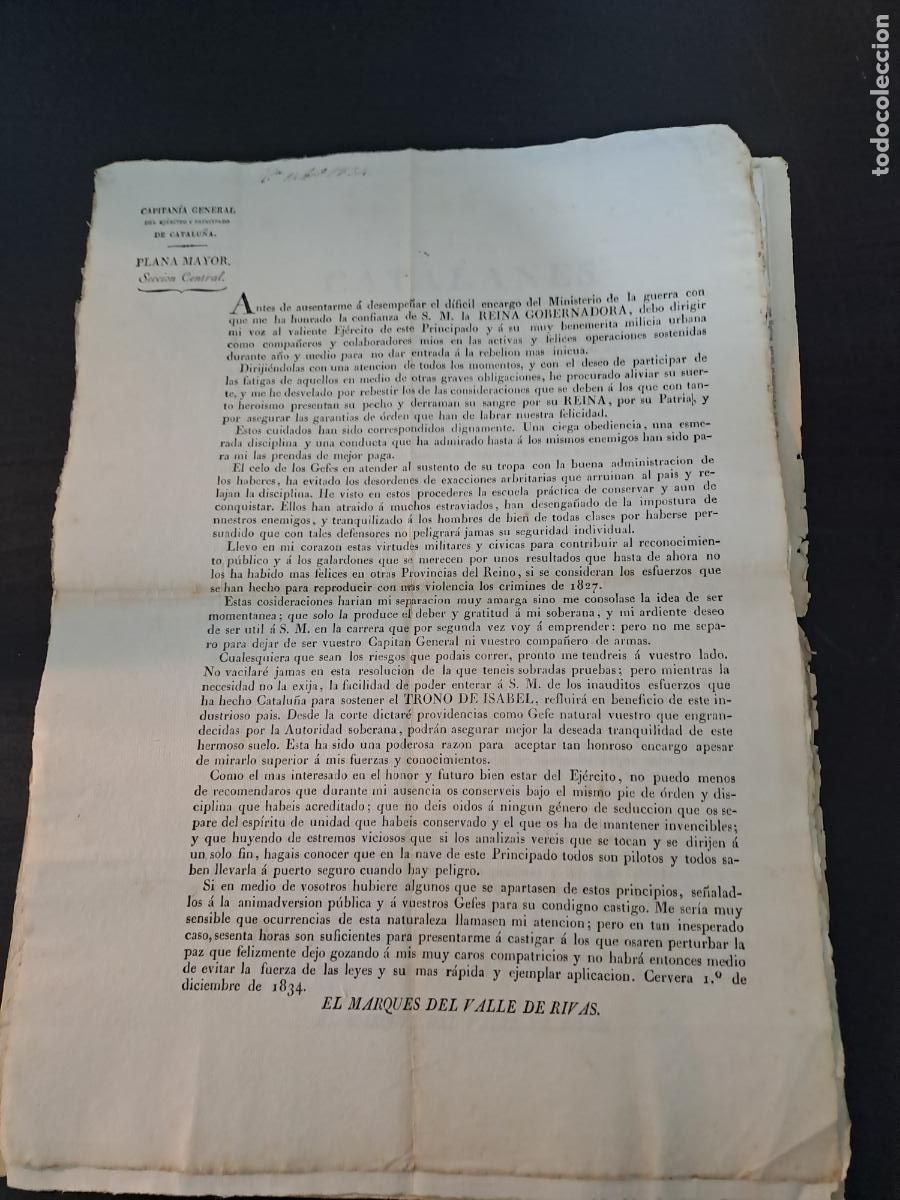 todocoleccion
CAPITANÍA GENERAL
DEL EJÉRCITO Y PRINCIPADO
DE CATALUÑA.
PLANA MAYOR.
Seccion Central.
CATALANES
Antes de ausentarme á desempeñar el difícil encargo del Ministerio de la guerra con
que me ha honrado la confianza de S. M. la REINA GOBERNADORA, debo dirigir
mi voz al valiente Ejército de este Principado y á su muy benemerita milicia urbana
como compañeros y colaboradores mios en las activas y felices operaciones sostenidas
durante año y medio para no dar entrada á la rebelion mas inicua.
Dirijiéndolas con una atencion de todos los momentos, y con el deseo de participar de
las fatigas de aquellos en medio de otras graves obligaciones, he procurado aliviar su suer-
te, y me he desvelado por rebestir los de las consideraciones que se deben á los que con tan-
to heroismo presentan su pecho y derraman su sangre por su REINA, por su Patria, y
por asegurar las garantias de órden que han de labrar nuestra felicidad.
Estos cuidados han sido correspondidos dignamente. Una ciega obediencia, una esme-
rada disciplina y una conducta que ha admirado hasta á los mismos enemigos han sido pa-
ra mi las prendas de mejor paga.
El celo de los Gefes en atender al sustento de su tropa con la buena administracion de
los haberes, ha evitado los desordenes de exacciones arbritarias que arruinan al pais y re-
lajan la disciplina. He visto en estos procederes la escuela práctica de conservar y aun de
conquistar. Ellos han atraido á muchos estraviados, han desengañado de la impostura de
nuestros enemigos, y tranquilizado á los hombres de bien de todas clases por haberse per-
suadido que con tales defensores no peligrará jamas su seguridad individual.
Llevo en mi corazon estas virtudes militares y civicas para contribuir al reconocimien-
to público y á los galardones que se merecen por unos resultados que hasta de ahora no
los ha habido mas felices en otras Provincias del Reino, si se consideran los esfuerzos que
se han hecho para reproducir con mas violencia los crimines de 1827.
Estas cosideraciones harian mi separacion muy amarga sino me consolase la idea de ser
momentanea; que solo la produce el deber y gratitud á mi soberana, y mi ardiente deseo
de ser util á S. M. en la carrera que por segunda vez voy á emprender: pero no me sepa-
ro para dejar de ser vuestro Capitan General ni vuestro compañero de armas.
Cualesquiera que sean los riesgos que podais correr, pronto me tendreis á vuestro lado.
No vacilaré jamas en esta resolucion de la que teneis sobradas pruebas; pero mientras la
necesidad no la exija, la facilidad de poder enterar á S. M. de los inauditos esfuerzos que
ha hecho Cataluña para sostener el TRONO DE ISABEL, refluirá en beneficio de este in-
dustrioso pais. Desde la corte dictaré providencias como Gefe natural vuestro que engran-
decidas por la Autoridad soberana, podrán asegurar mejor la deseada tranquilidad de este
hermoso suelo. Esta ha sido una poderosa razon para aceptar tan honroso encargo apesar
de mirarlo superior á mis fuerzas y conocimientos.
Como el mas interesado en el honor y futuro bien estar del Ejército, no puedo menos
de recomendaros que durante mi ausencia os conserveis bajo el mismo pie de órden y dis-
ciplina que habeis acreditado; que no deis oidos á ningun género de seduccion que os se-
pare del espíritu de unidad que habeis conservado y el que os ha de mantener invencibles;
y que huyendo de estremos viciosos que si los analizais vereis que se tocan y se dirijen á
un solo fin, hagais conocer que en la nave de este Principado todos son pilotos y todos sa-
ben llevarla á puerto seguro cuando hay peligro.
Si en medio de vosotros hubiere algunos que se apartasen de estos principios, señalad-
los á la animadversion pública y á vuestros Gefes para su condigno castigo. Me sería muy
sensible que ocurrencias de esta naturaleza llamasen mi atencion; pero en tan inesperado
caso, sesenta horas son suficientes para presentarme á castigar á los que osaren perturbar la
paz que felizmente dejo gozando á mis muy caros compatricios y no habrá entonces medio
de evitar la fuerza de las leyes y su mas rápida y ejemplar aplicacion. Cervera 1.º de
diciembre de 1834.
EL MARQUES DEL VALLE DE RIVAS.